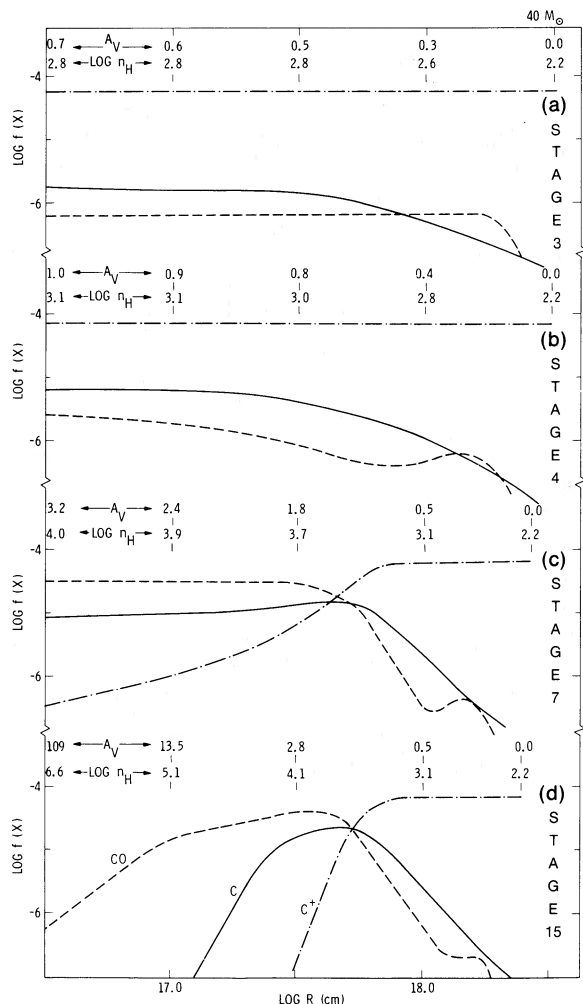 40 M⊙
0.7 ← A_V → 0.6 0.5 0.3 0.0
2.8 ← LOG n_H → 2.8 2.8 2.6 2.2
-4
(a)
STAGE 3
LOG f (X)
-6
1.0 ← A_V → 0.9 0.8 0.4 0.0
3.1 ← LOG n_H → 3.1 3.0 2.8 2.2
-4
(b)
STAGE 4
LOG f (X)
-6
3.2 ← A_V → 2.4 1.8 0.5 0.0
4.0 ← LOG n_H → 3.9 3.7 3.1 2.2
-4
(c)
STAGE 7
LOG f (X)
-6
109 ← A_V → 13.5 2.8 0.5 0.0
6.6 ← LOG n_H → 5.1 4.1 3.1 2.2
-4
(d)
STAGE 15
LOG f (X)
CO
C
C+
-6
17.0 18.0
LOG R (cm)